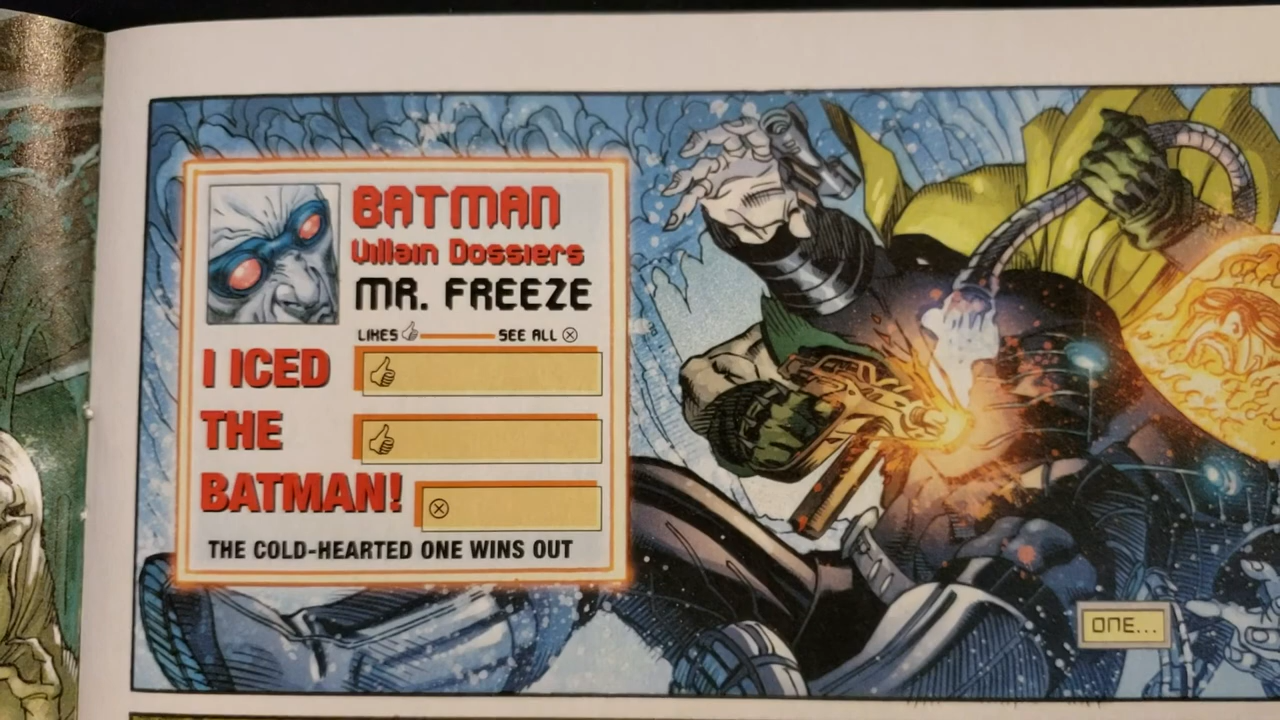 BATMAN
Villain Dossiers
MR. FREEZE
LIKES SEE ALL
I ICED
THE
BATMAN!
THE COLD-HEARTED ONE WINS OUT
ONE...